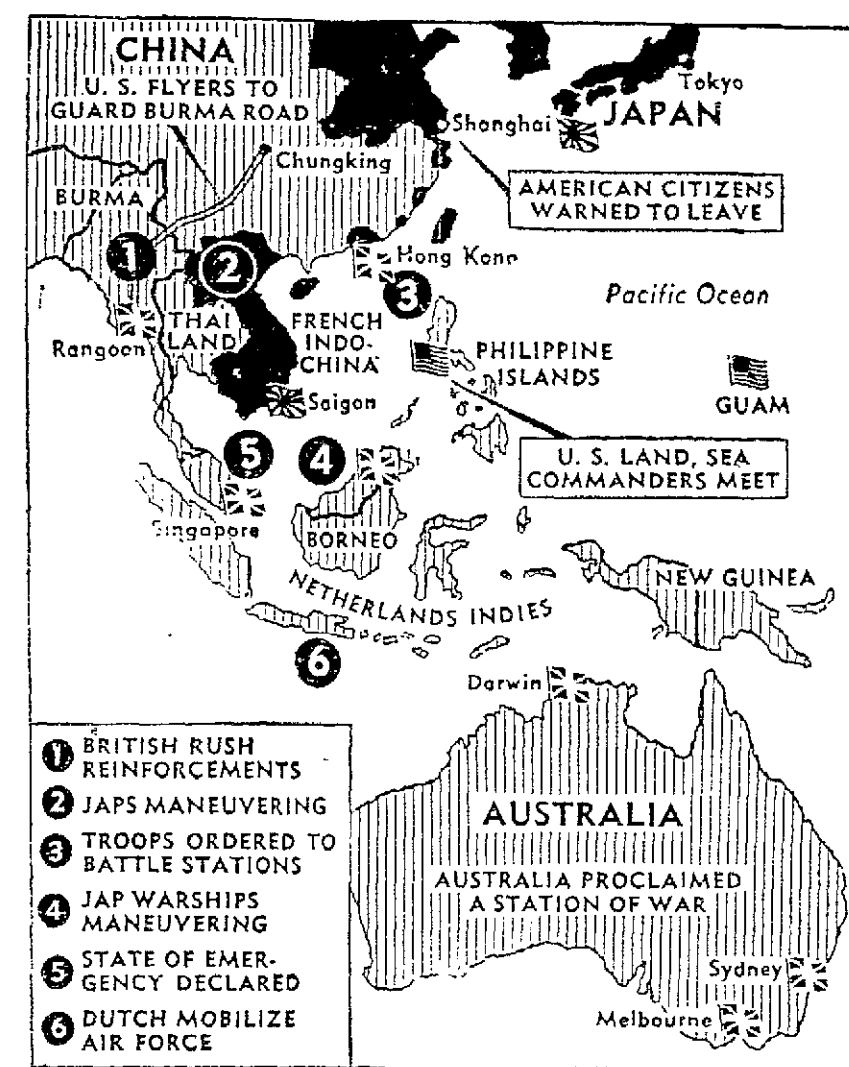 CHINA
U. S. FLYERS TO
GUARD BURMA ROAD
Tokyo
JAPAN
Shanghai
Chungking
AMERICAN CITIZENS
WARNED TO LEAVE
BURMA
1
2
Hong Kong
3
Pacific Ocean
THAI
LAND
FRENCH
INDO-
CHINA
Rangoon
PHILIPPINE
ISLANDS
GUAM
Saigon
5
4
U. S. LAND, SEA
COMMANDERS MEET
Singapore
BORNEO
NETHERLANDS INDIES
NEW GUINEA
6
Darwin
1 BRITISH RUSH
REINFORCEMENTS
2 JAPS MANEUVERING
3 TROOPS ORDERED TO
BATTLE STATIONS
4 JAP WARSHIPS
MANEUVERING
5 STATE OF EMER-
GENCY DECLARED
6 DUTCH MOBILIZE
AIR FORCE
AUSTRALIA
AUSTRALIA PROCLAIMED
A STATION OF WAR
Sydney
Melbourne